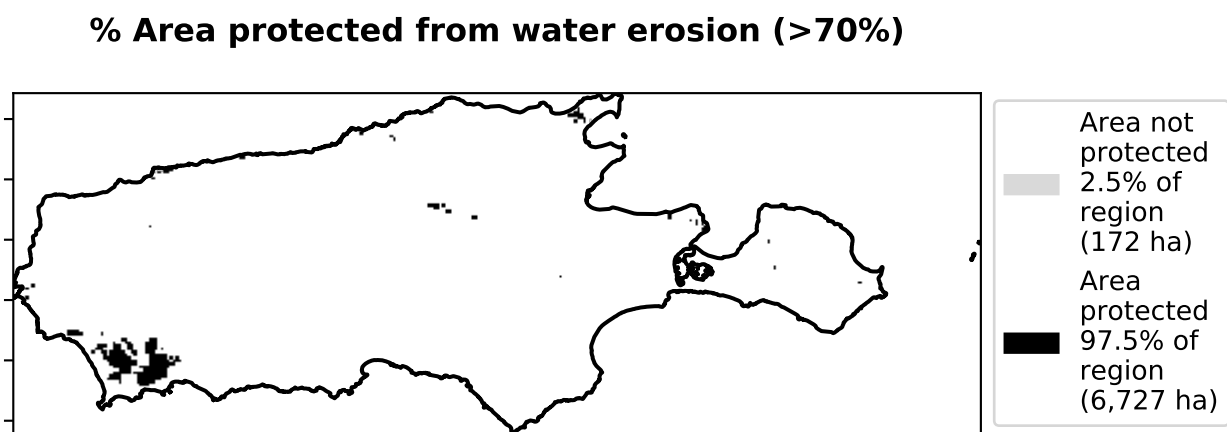 % Area protected from water erosion (>70%)
Area not
protected
2.5% of
region
(172 ha)
Area
protected
97.5% of
region
(6,727 ha)